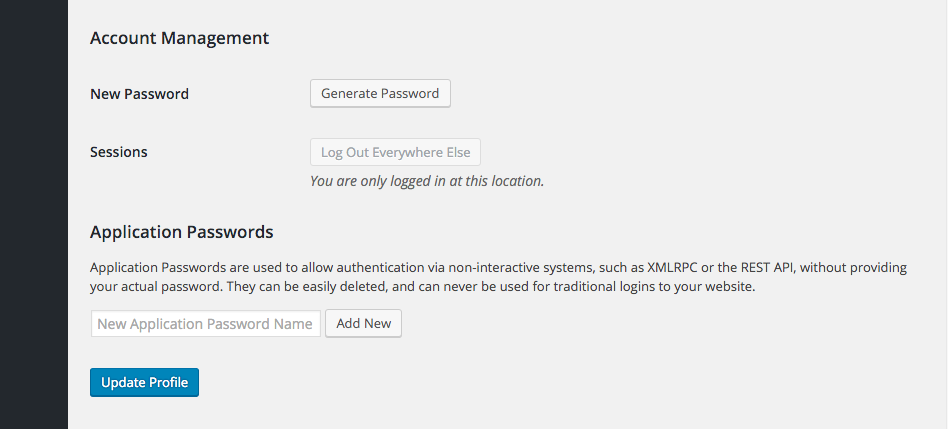 Account Management
New Password
Generate Password
Sessions
Log Out Everywhere Else
You are only logged in at this location.
Application Passwords
Application Passwords are used to allow authentication via non-interactive systems, such as XMLRPC or the REST API, without providing
your actual password. They can be easily deleted, and can never be used for traditional logins to your website.
New Application Password Name
Add New
Update Profile